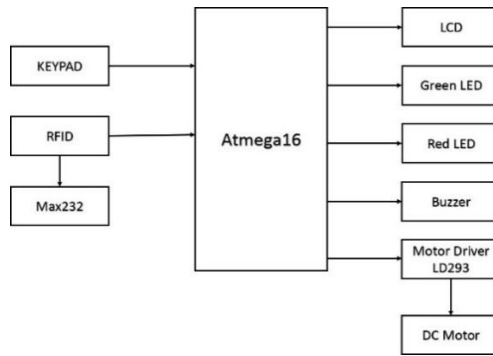 LCD
KEYPAD
Green LED
RFID
Atmega16
Red LED
Max232
Buzzer
Motor Driver
LD293
DC Motor